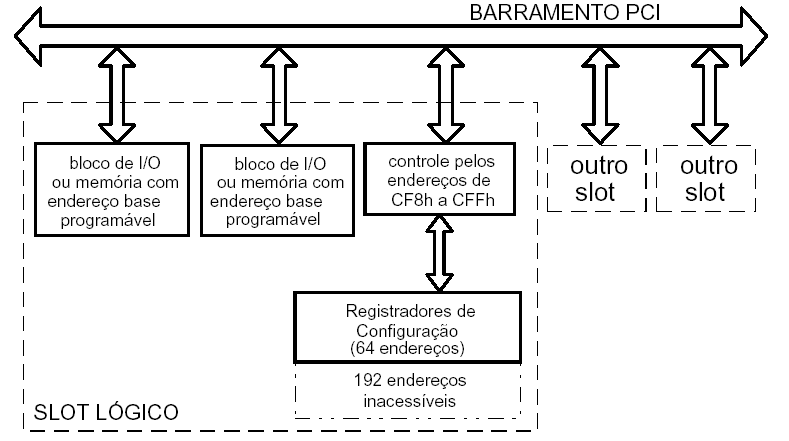 BARRAMENTO PCI
bloco de I/O
ou memória com
endereço base
programável
bloco de I/O
ou memória com
endereço base
programável
controle pelos
endereços de
CF8h a CFFh
outro
slot
outro
slot
Registradores de
Configuração
(64 endereços)
192 endereços
inacessíveis
SLOT LÓGICO